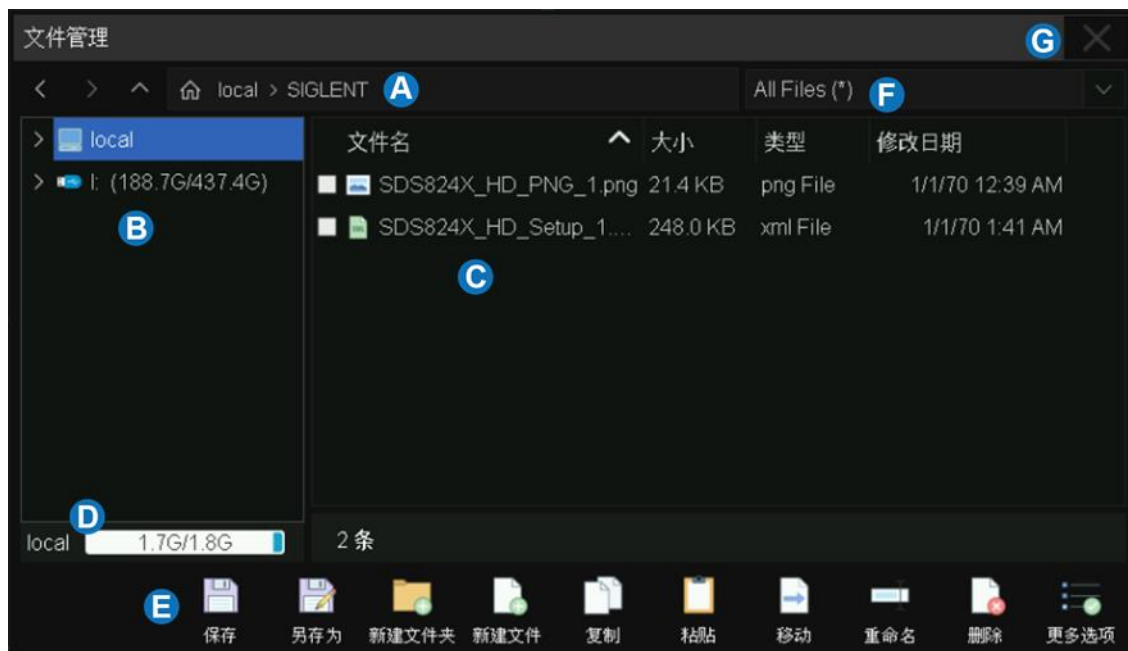 文件管理 G
local > SIGLENT A All Files (*) F
local 文件名 大小 类型 修改日期
I: (188.7G/437.4G) SDS824X_HD_PNG_1.png 21.4 KB png File 1/1/70 12:39 AM
B SDS824X_HD_Setup_1.... 248.0 KB xml File 1/1/70 1:41 AM
C
D
local 1.7G/1.8G 2 条
E 保存 另存为 新建文件夹 新建文件 复制 粘贴 移动 重命名 删除 更多选项